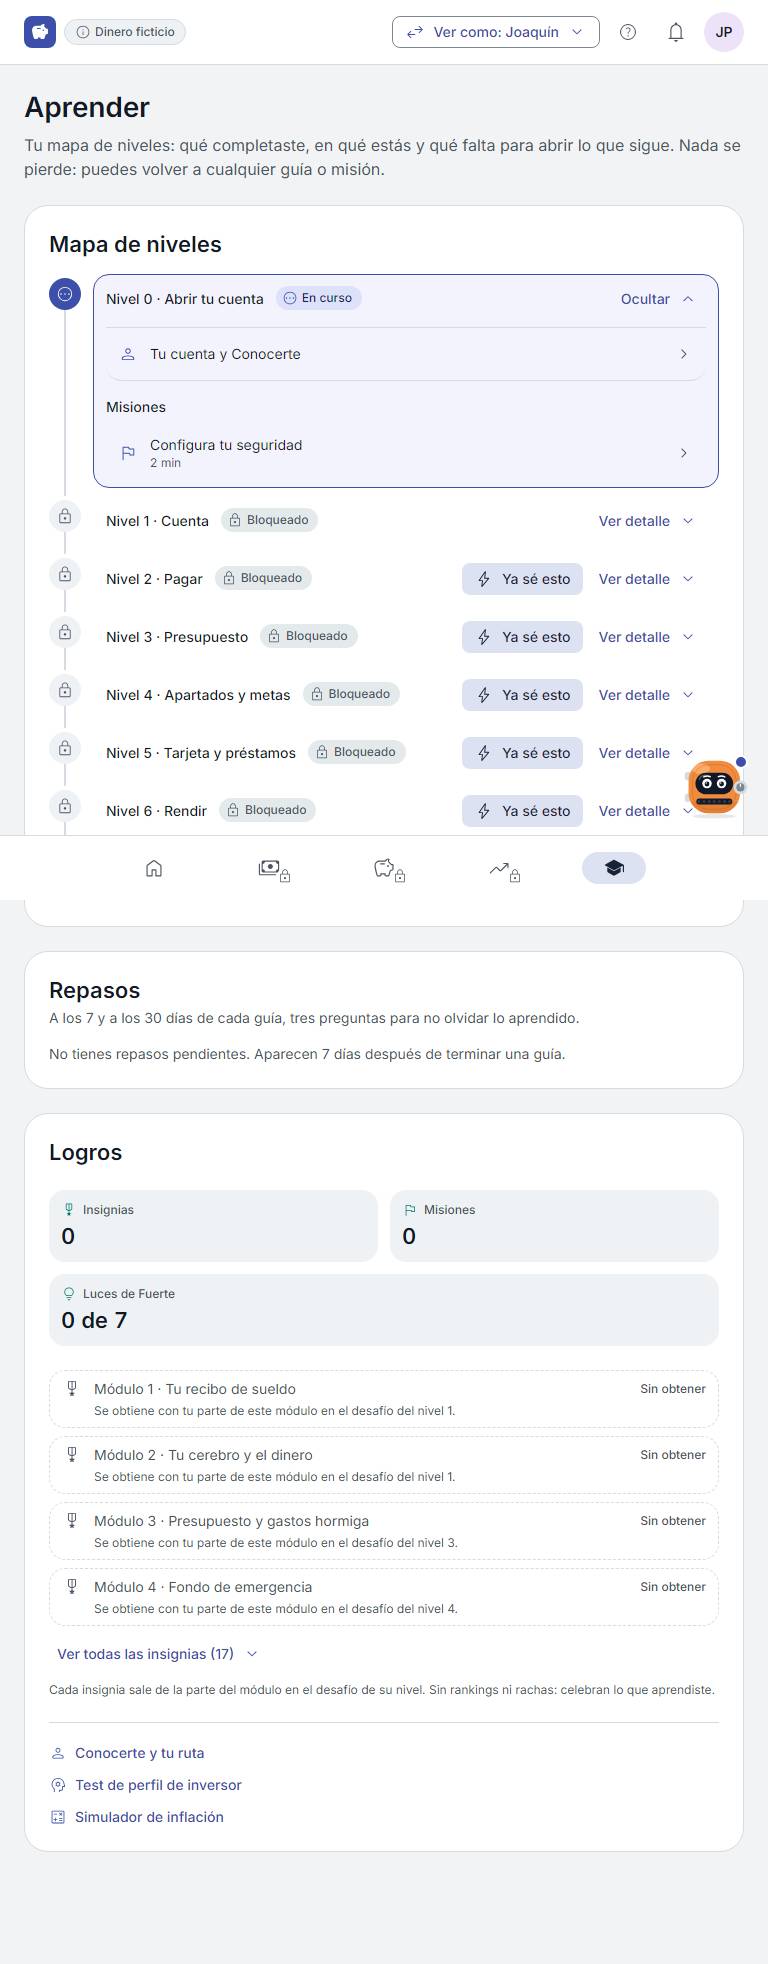 Dinero ficticio
Ver como: Joaquín
JP
Aprender
Tu mapa de niveles: qué completaste, en qué estás y qué falta para abrir lo que sigue. Nada se
pierde: puedes volver a cualquier guía o misión.
Mapa de niveles
Nivel 0 · Abrir tu cuenta
En curso
Ocultar
Tu cuenta y Conocerte
Misiones
Configura tu seguridad
2 min
Nivel 1 · Cuenta
Bloqueado
Ver detalle
Nivel 2 · Pagar
Bloqueado
Ya sé esto
Ver detalle
Nivel 3 · Presupuesto
Bloqueado
Ya sé esto
Ver detalle
Nivel 4 · Apartados y metas
Bloqueado
Ya sé esto
Ver detalle
Nivel 5 · Tarjeta y préstamos
Bloqueado
Ya sé esto
Ver detalle
Nivel 6 · Rendir
Bloqueado
Ya sé esto
Ver detalle
Repasos
A los 7 y a los 30 días de cada guía, tres preguntas para no olvidar lo aprendido.
No tienes repasos pendientes. Aparecen 7 días después de terminar una guía.
Logros
Insignias
0
Misiones
0
Luces de Fuerte
0 de 7
Módulo 1 · Tu recibo de sueldo
Sin obtener
Se obtiene con tu parte de este módulo en el desafío del nivel 1.
Módulo 2 · Tu cerebro y el dinero
Sin obtener
Se obtiene con tu parte de este módulo en el desafío del nivel 1.
Módulo 3 · Presupuesto y gastos hormiga
Sin obtener
Se obtiene con tu parte de este módulo en el desafío del nivel 3.
Módulo 4 · Fondo de emergencia
Sin obtener
Se obtiene con tu parte de este módulo en el desafío del nivel 4.
Ver todas las insignias (17)
Cada insignia sale de la parte del módulo en el desafío de su nivel. Sin rankings ni rachas: celebran lo que aprendiste.
Conocerte y tu ruta
Test de perfil de inversor
Simulador de inflación